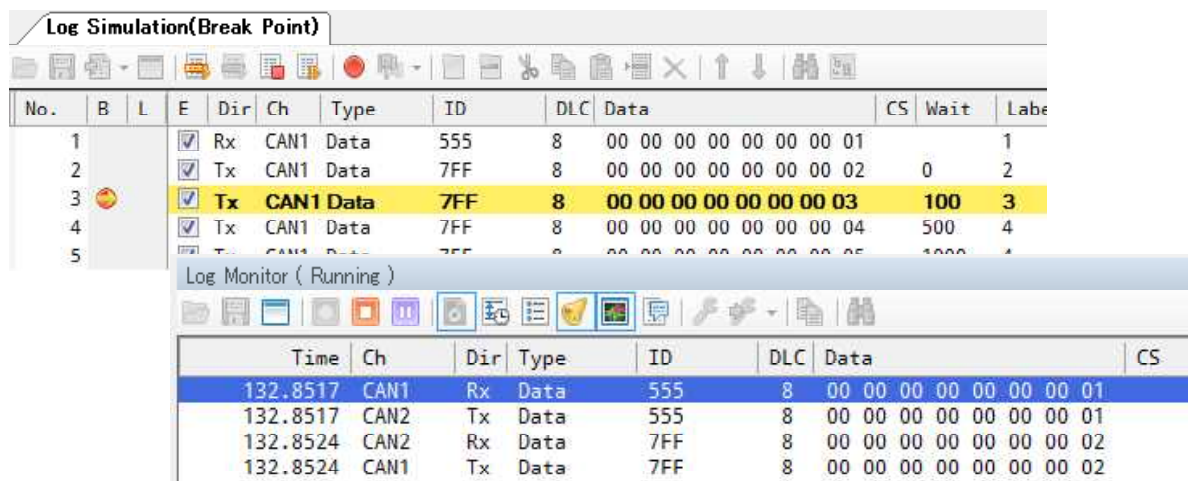 Log Simulation(Break Point)
No. B L E Dir Ch Type ID DLC Data CS Wait Labe
1 Rx CAN1 Data 555 8 00 00 00 00 00 00 00 01 1
2 Tx CAN1 Data 7FF 8 00 00 00 00 00 00 00 02 0 2
3 Tx CAN1 Data 7FF 8 00 00 00 00 00 00 00 03 100 3
4 Tx CAN1 Data 7FF 8 00 00 00 00 00 00 00 04 500 4
5
Log Monitor ( Running )
Time Ch Dir Type ID DLC Data CS
132.8517 CAN1 Rx Data 555 8 00 00 00 00 00 00 00 01
132.8517 CAN2 Tx Data 555 8 00 00 00 00 00 00 00 01
132.8524 CAN2 Rx Data 7FF 8 00 00 00 00 00 00 00 02
132.8524 CAN1 Tx Data 7FF 8 00 00 00 00 00 00 00 02